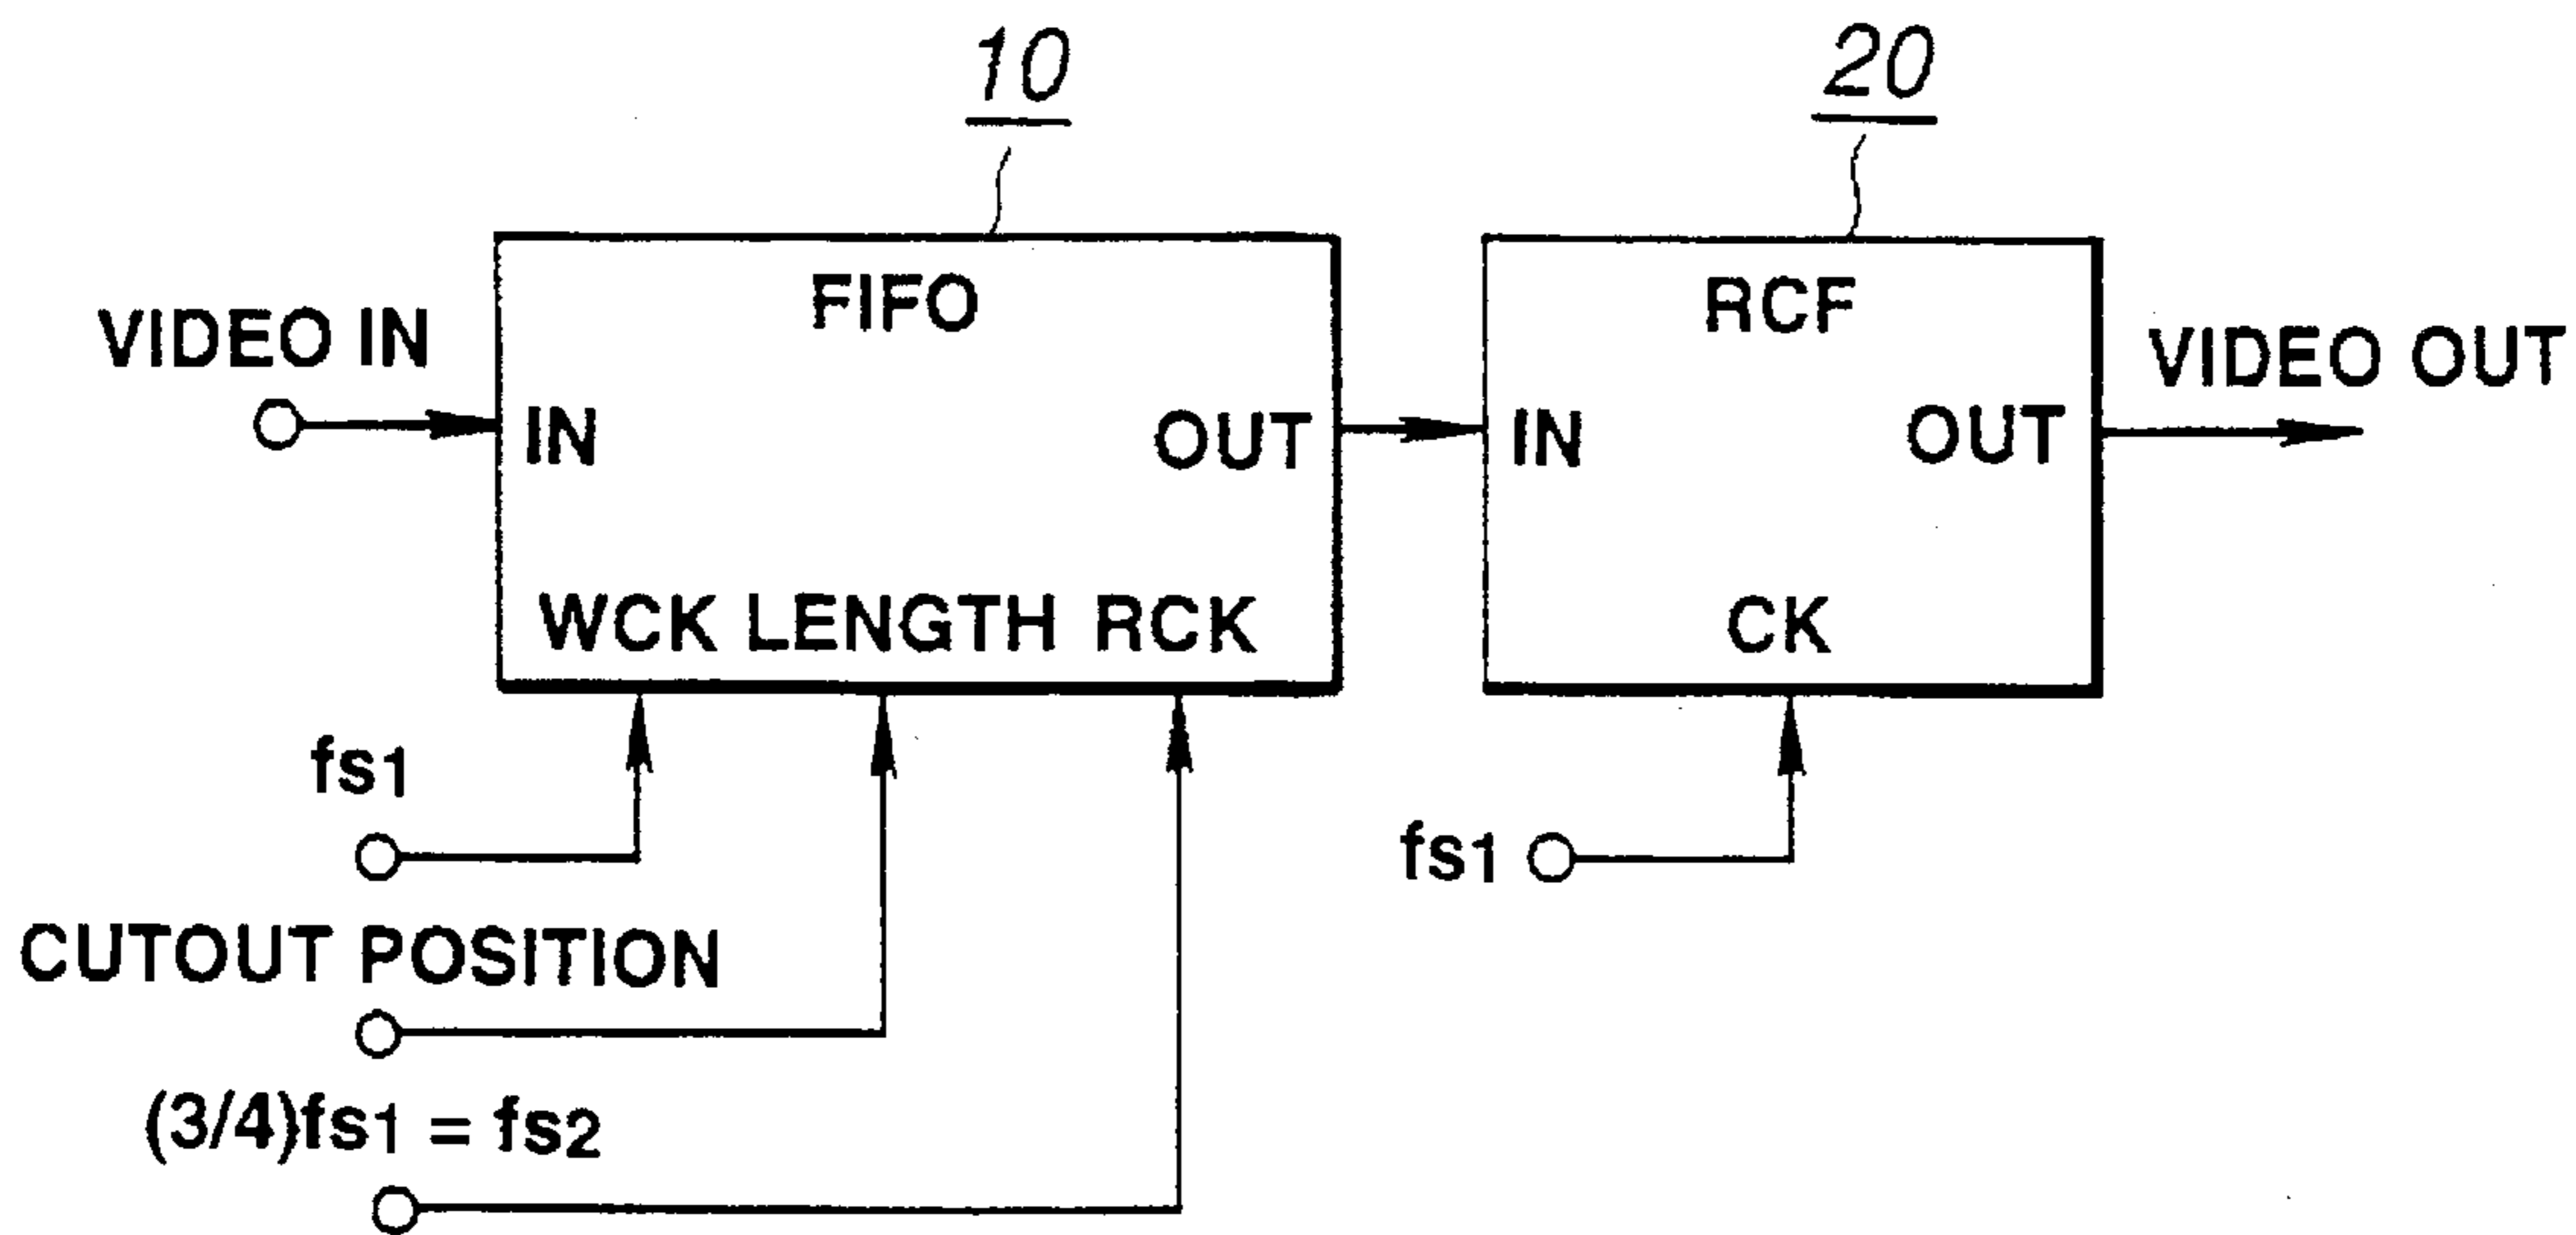 10
20
FIFO
RCF
VIDEO IN
VIDEO OUT
IN
OUT
IN
OUT
WCK LENGTH RCK
CK
fs1
fs1
CUTOUT POSITION
(3/4)fs1 = fs2